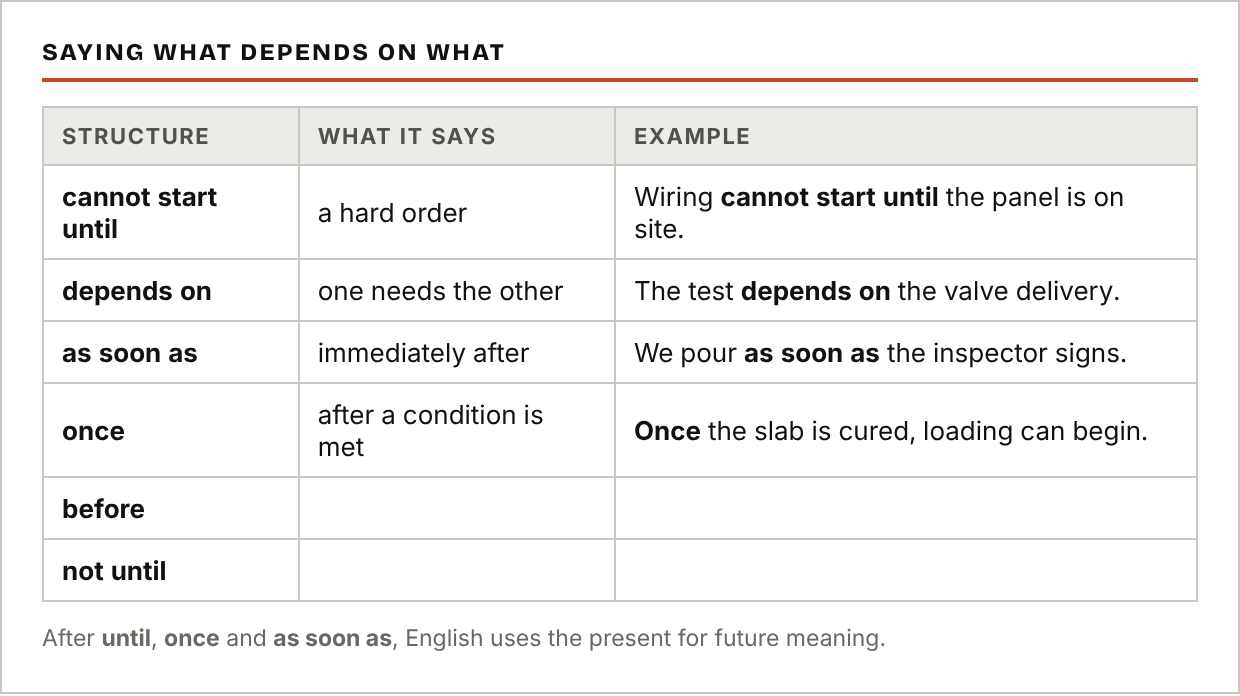 SAYING WHAT DEPENDS ON WHAT
STRUCTURE WHAT IT SAYS EXAMPLE
cannot start until a hard order Wiring cannot start until the panel is on site.
depends on one needs the other The test depends on the valve delivery.
as soon as immediately after We pour as soon as the inspector signs.
once after a condition is met Once the slab is cured, loading can begin.
before
not until
After until, once and as soon as, English uses the present for future meaning.